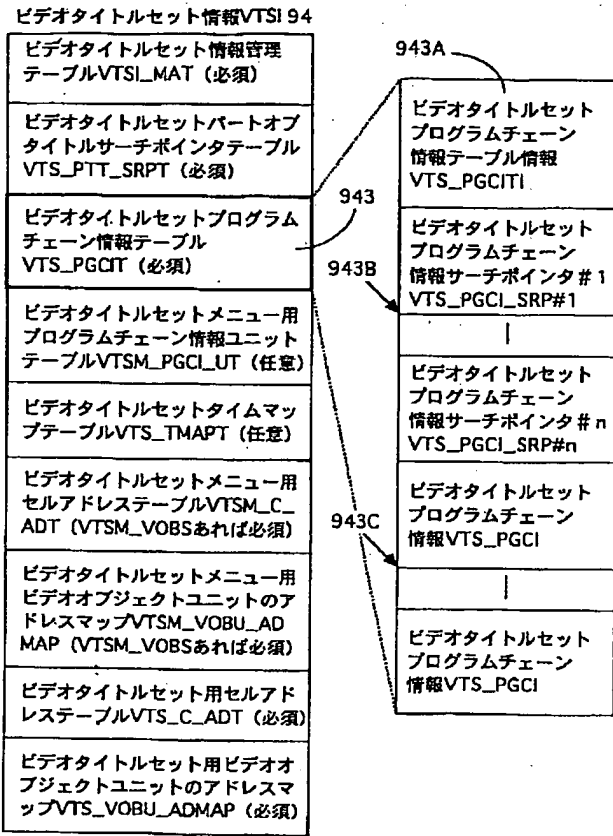 ビデオタイトルセット情報VTSI 94
ビデオタイトルセット情報管理
テーブルVTSI_MAT（必須）
ビデオタイトルセットパートオブ
タイトルサーチポインタテーブル
VTS_PTT_SRPT（必須）
ビデオタイトルセットプログラム
チェーン情報テーブル
VTS_PGCIT（必須）
ビデオタイトルセットメニュー用
プログラムチェーン情報ユニット
テーブルVTSM_PGCI_UT（任意）
ビデオタイトルセットタイムマッ
プテーブルVTS_TMAPT（任意）
ビデオタイトルセットメニュー用
セルアドレステーブルVTSM_C_
ADT（VTSM_VOBSあれば必須）
ビデオタイトルセットメニュー用
ビデオオブジェクトユニットのア
ドレスマップVTSM_VOBU_AD
MAP（VTSM_VOBSあれば必須）
ビデオタイトルセット用セルアド
レステーブルVTS_C_ADT（必須）
ビデオタイトルセット用ビデオオ
ブジェクトユニットのアドレスマ
ップVTS_VOBU_ADMAP（必須）
943
943A
943B
943C
ビデオタイトルセット
プログラムチェーン
情報テーブル情報
VTS_PGCITI
ビデオタイトルセット
プログラムチェーン
情報サーチポインタ＃1
VTS_PGCI_SRP#1
ビデオタイトルセット
プログラムチェーン
情報サーチポインタ＃n
VTS_PGCI_SRP#n
ビデオタイトルセット
プログラムチェーン
情報VTS_PGCI
ビデオタイトルセット
プログラムチェーン
情報VTS_PGCI